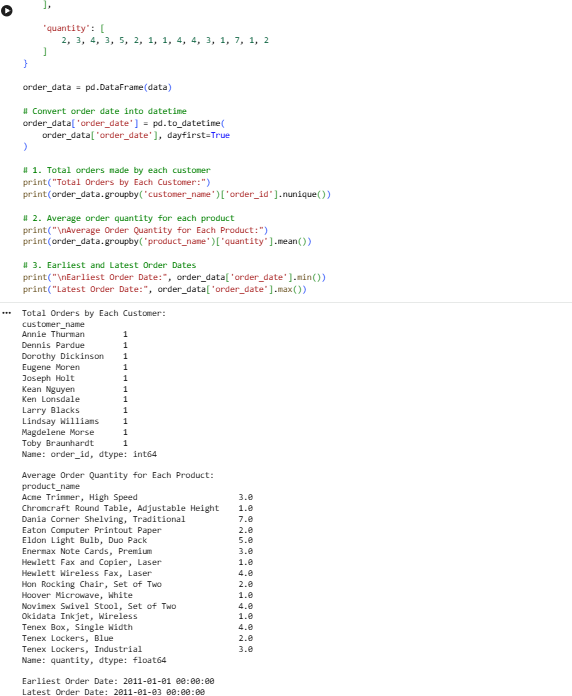 ],
'quantity': [
2, 3, 4, 3, 5, 2, 1, 1, 4, 4, 3, 1, 7, 1, 2
]
}
order_data = pd.DataFrame(data)
# Convert order date into datetime
order_data['order_date'] = pd.to_datetime(
order_data['order_date'], dayfirst=True
)
# 1. Total orders made by each customer
print("Total Orders by Each Customer:")
print(order_data.groupby('customer_name')['order_id'].nunique())
# 2. Average order quantity for each product
print("\nAverage Order Quantity for Each Product:")
print(order_data.groupby('product_name')['quantity'].mean())
# 3. Earliest and Latest Order Dates
print("\nEarliest Order Date:", order_data['order_date'].min())
print("Latest Order Date:", order_data['order_date'].max())
Total Orders by Each Customer:
customer_name
Annie Thurman 1
Dennis Pardue 1
Dorothy Dickinson 1
Eugene Moren 1
Joseph Holt 1
Kean Nguyen 1
Ken Lonsdale 1
Larry Blacks 1
Lindsay Williams 1
Magdelene Morse 1
Toby Braunhardt 1
Name: order_id, dtype: int64
Average Order Quantity for Each Product:
product_name
Acme Trimmer, High Speed 3.0
Chromcraft Round Table, Adjustable Height 1.0
Dania Corner Shelving, Traditional 7.0
Eaton Computer Printout Paper 2.0
Eldon Light Bulb, Duo Pack 5.0
Enermax Note Cards, Premium 3.0
Hewlett Fax and Copier, Laser 1.0
Hewlett Wireless Fax, Laser 4.0
Hon Rocking Chair, Set of Two 2.0
Hoover Microwave, White 1.0
Novimex Swivel Stool, Set of Two 4.0
Okidata Inkjet, Wireless 1.0
Tenex Box, Single Width 4.0
Tenex Lockers, Blue 2.0
Tenex Lockers, Industrial 3.0
Name: quantity, dtype: float64
Earliest Order Date: 2011-01-01 00:00:00
Latest Order Date: 2011-01-03 00:00:00